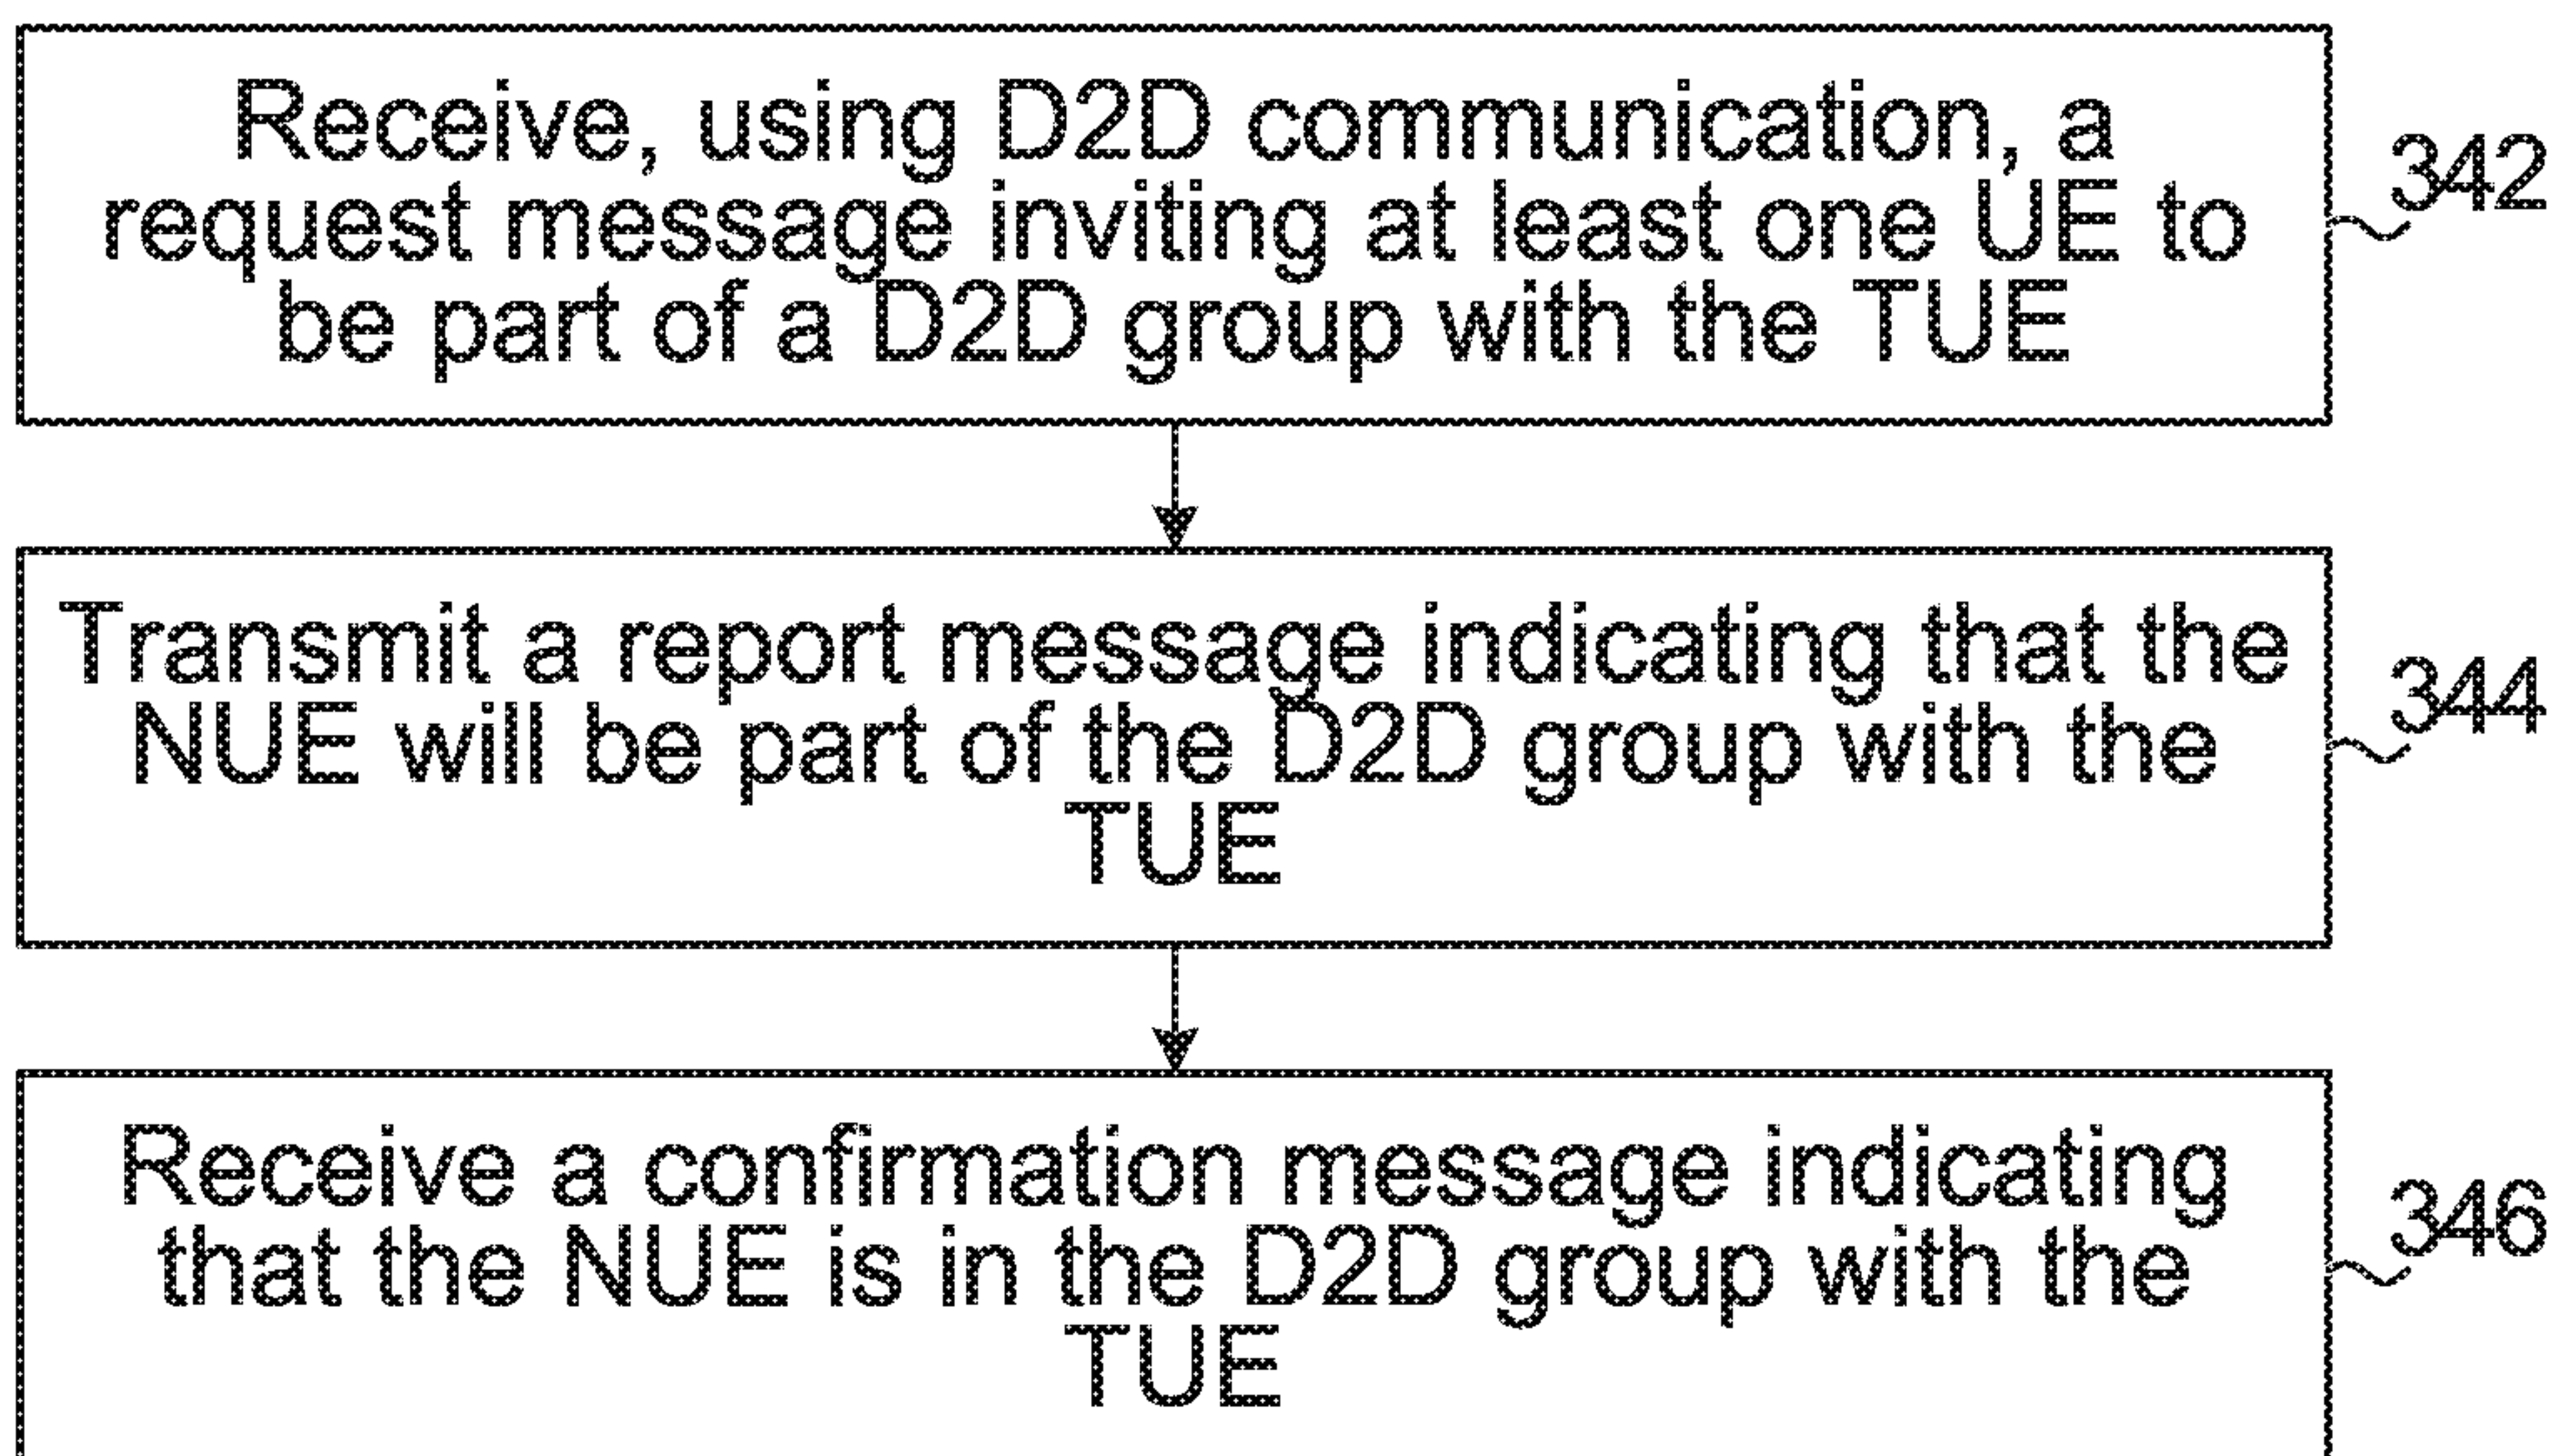 Receive, using D2D communication, a
request message inviting at least one UE to
be part of a D2D group with the TUE
342
Transmit a report message indicating that the
NUE will be part of the D2D group with the
TUE
344
Receive a confirmation message indicating
that the NUE is in the D2D group with the
TUE
346